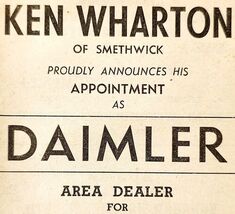 KEN WHARTON
OF SMETHWICK
PROUDLY ANNOUNCES HIS
APPOINTMENT
AS
DAIMLER
AREA DEALER
FOR